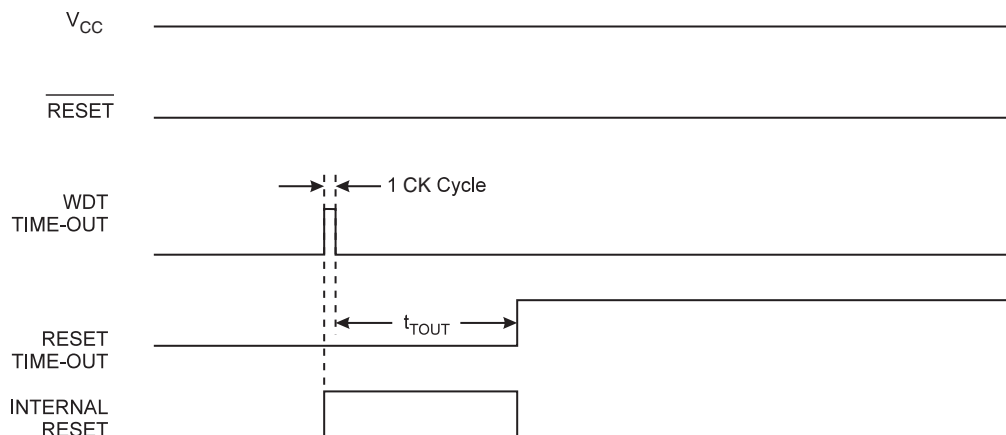 VCC
RESET
1 CK Cycle
WDT
TIME-OUT
tTOUT
RESET
TIME-OUT
INTERNAL
RESET